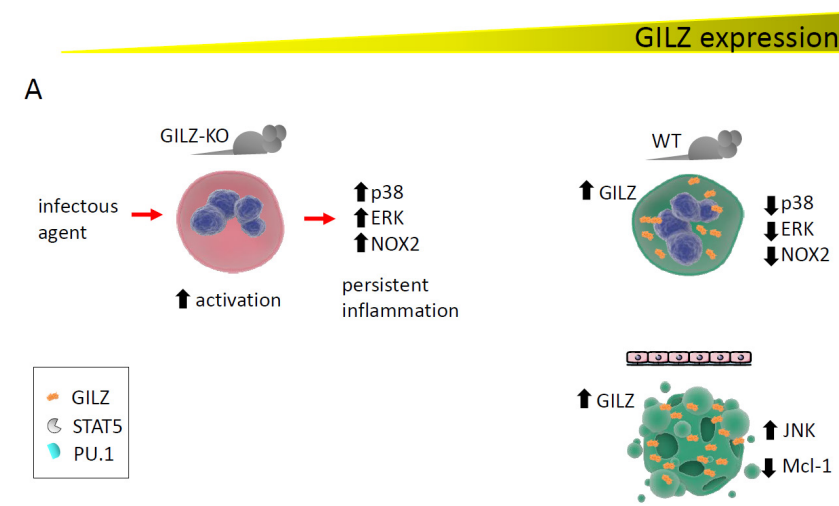 GILZ expression
A
GILZ-KO
WT
infectous
agent
p38
ERK
NOX2
activation
persistent
inflammation
GILZ
p38
ERK
NOX2
GILZ
STAT5
PU.1
GILZ
JNK
Mcl-1